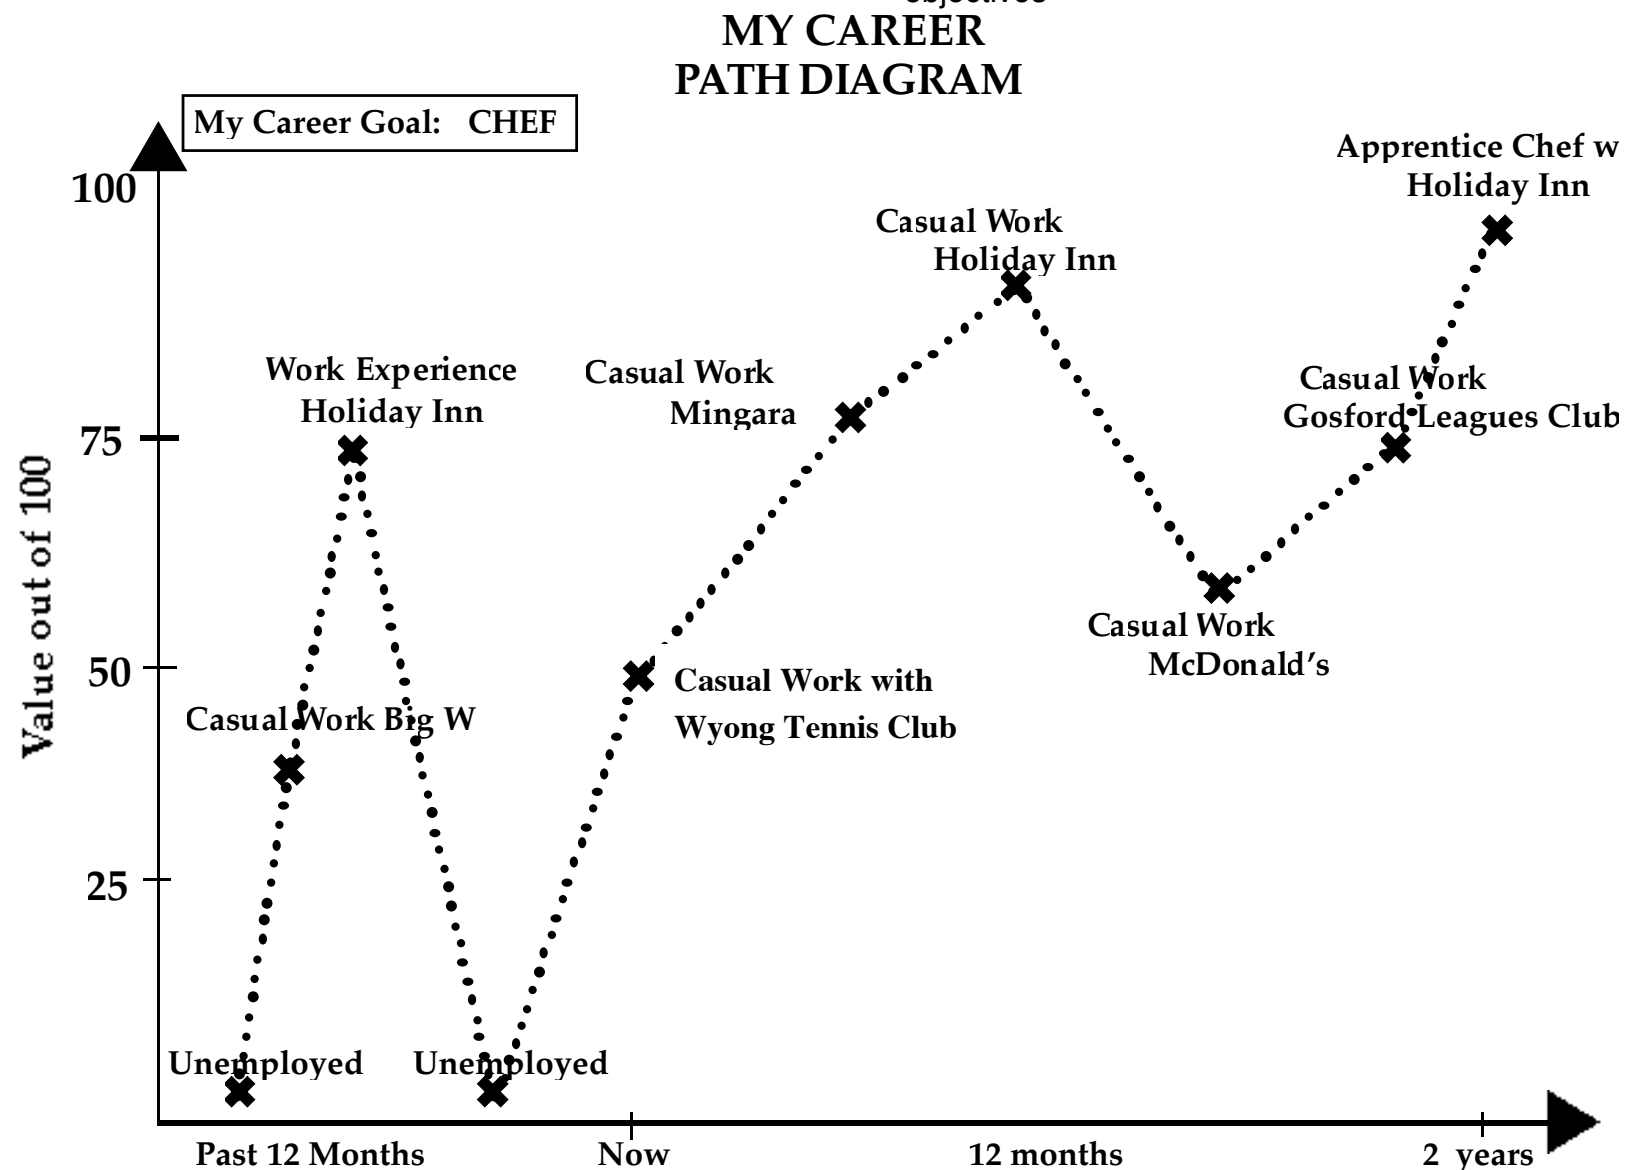 objectives
MY CAREER
PATH DIAGRAM
My Career Goal: CHEF
100
75
50
25
Value out of 100
Apprentice Chef w
Holiday Inn
Casual Work
Holiday Inn
Work Experience
Holiday Inn
Casual Work
Mingara
Casual Work
Gosford Leagues Club
Casual Work
McDonald’s
Casual Work with
Wyong Tennis Club
Casual Work Big W
Unemployed
Unemployed
Past 12 Months
Now
12 months
2 years